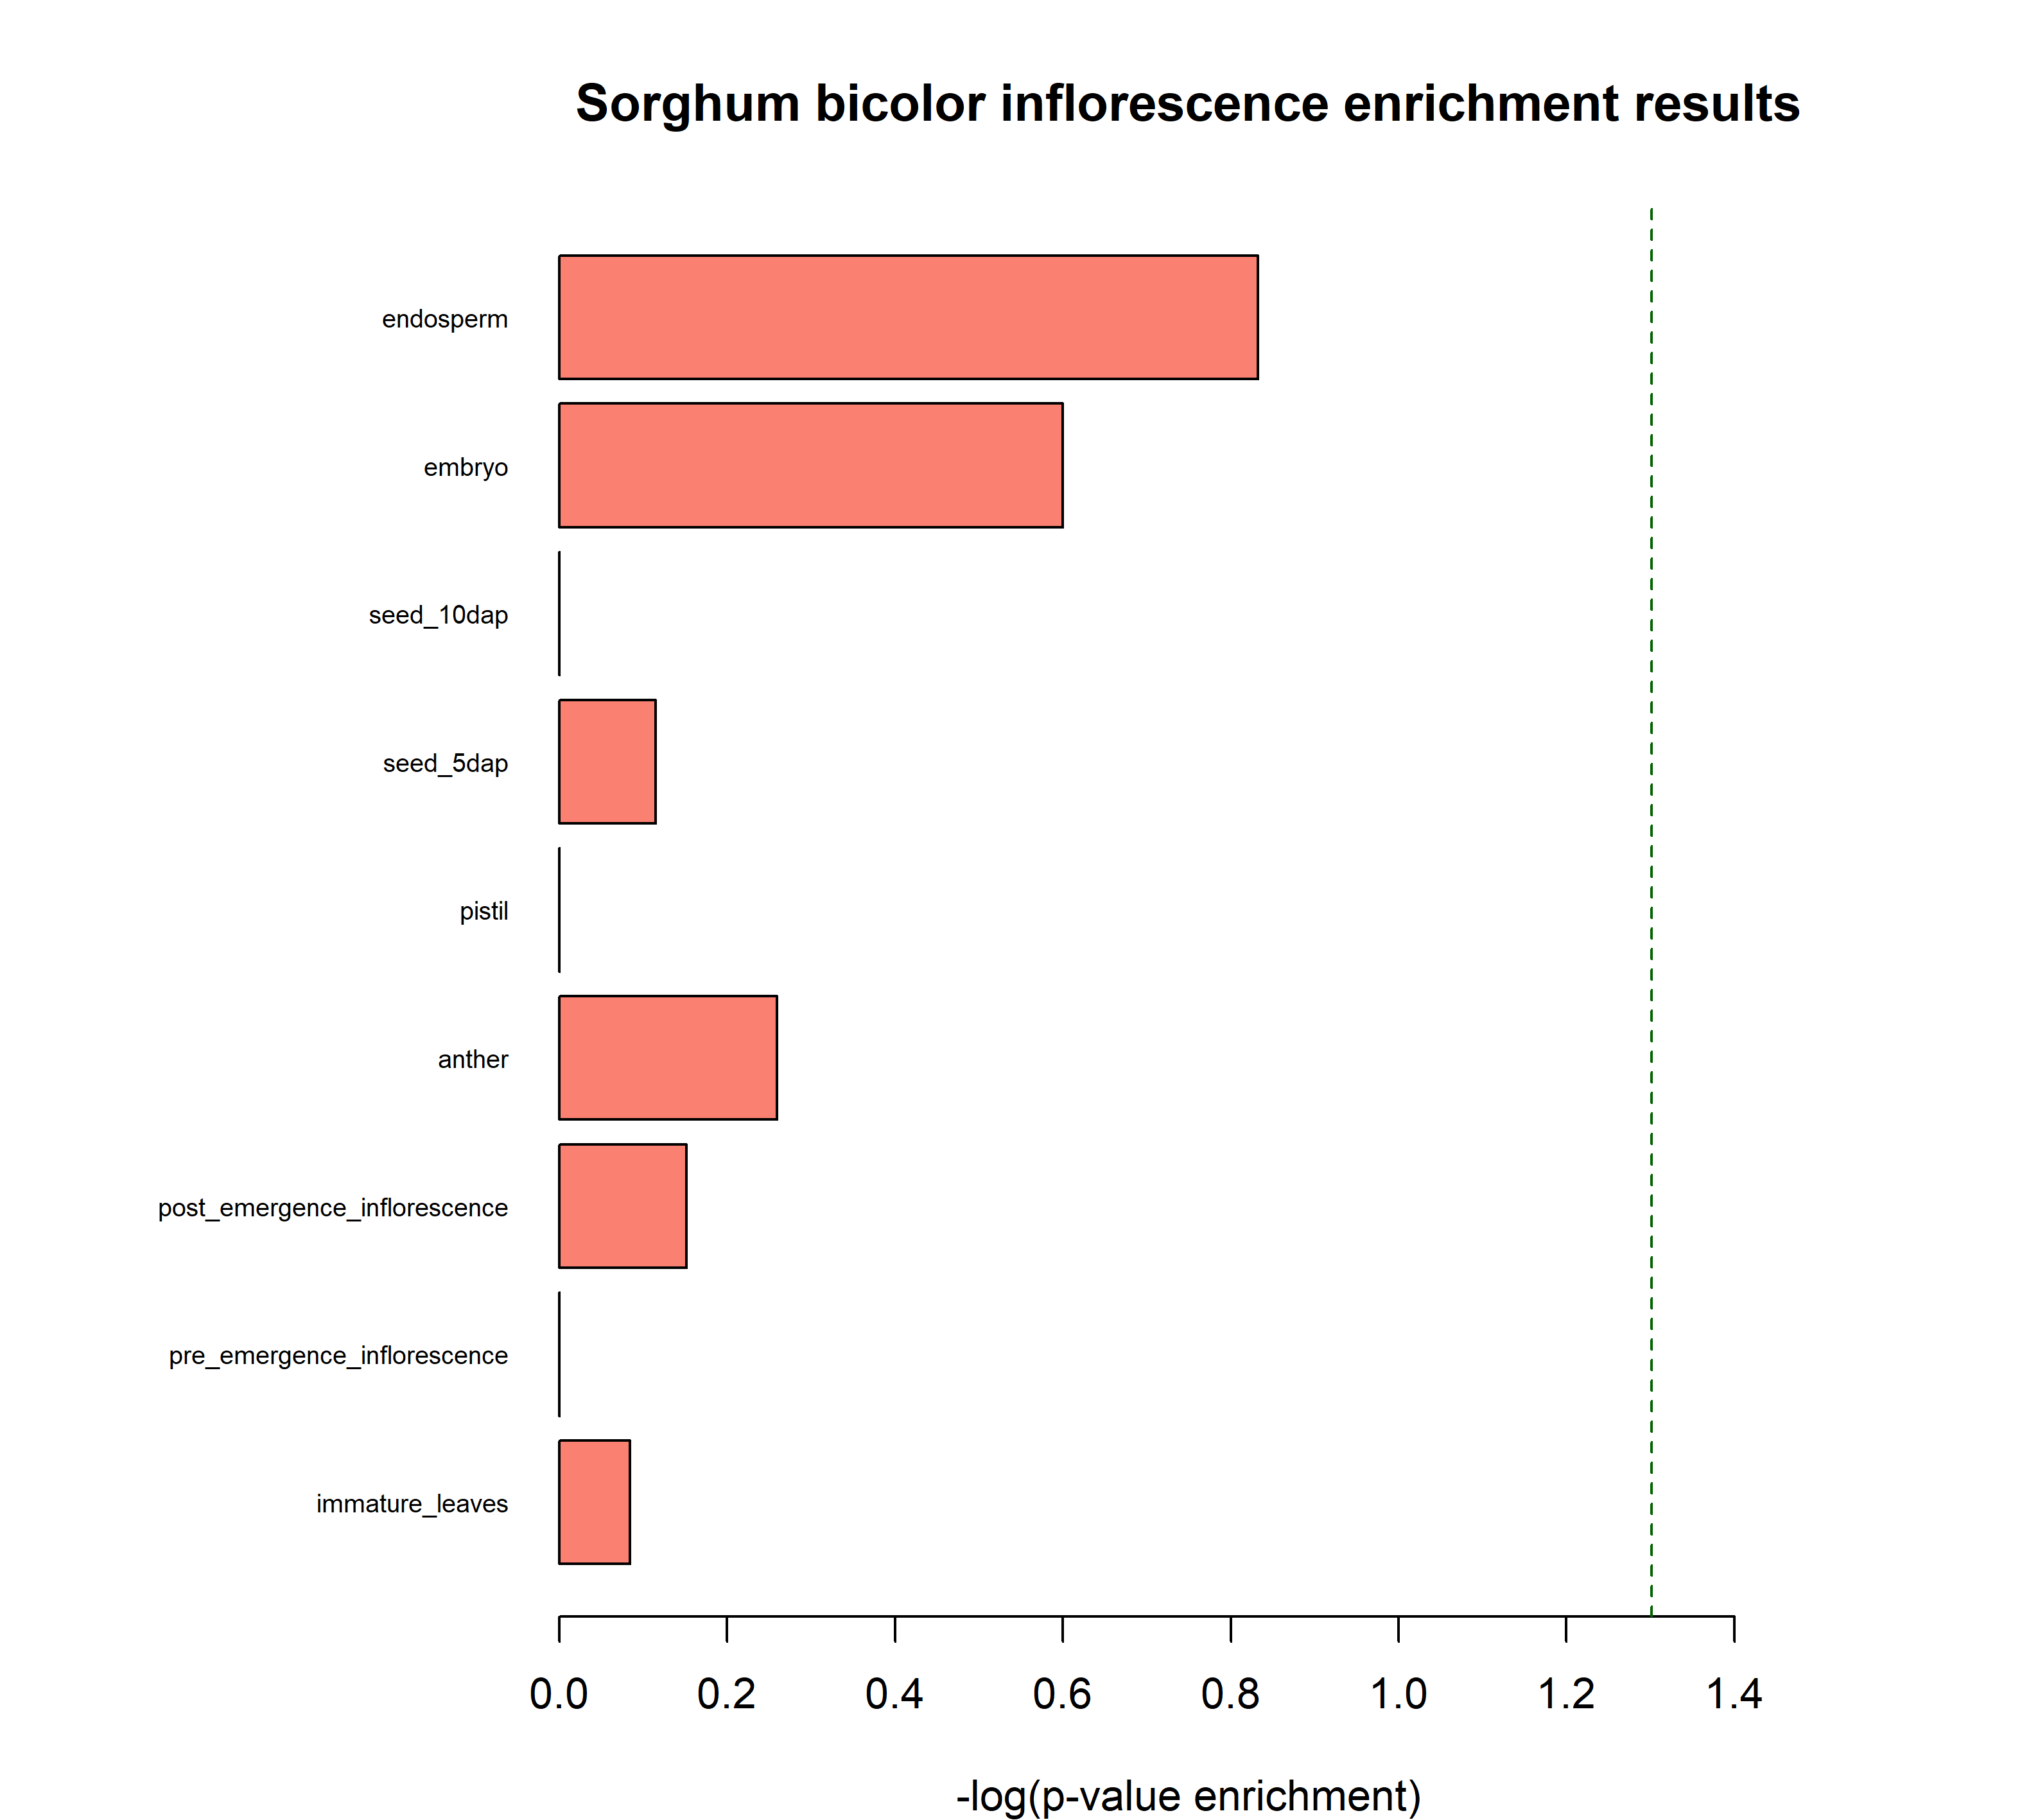 Sorghum bicolor inflorescence enrichment results
endosperm
embryo
seed_10dap
seed_5dap
pistil
anther
post_emergence_inflorescence
pre_emergence_inflorescence
immature_leaves
0.0 0.2 0.4 0.6 0.8 1.0 1.2 1.4
-log(p-value enrichment)